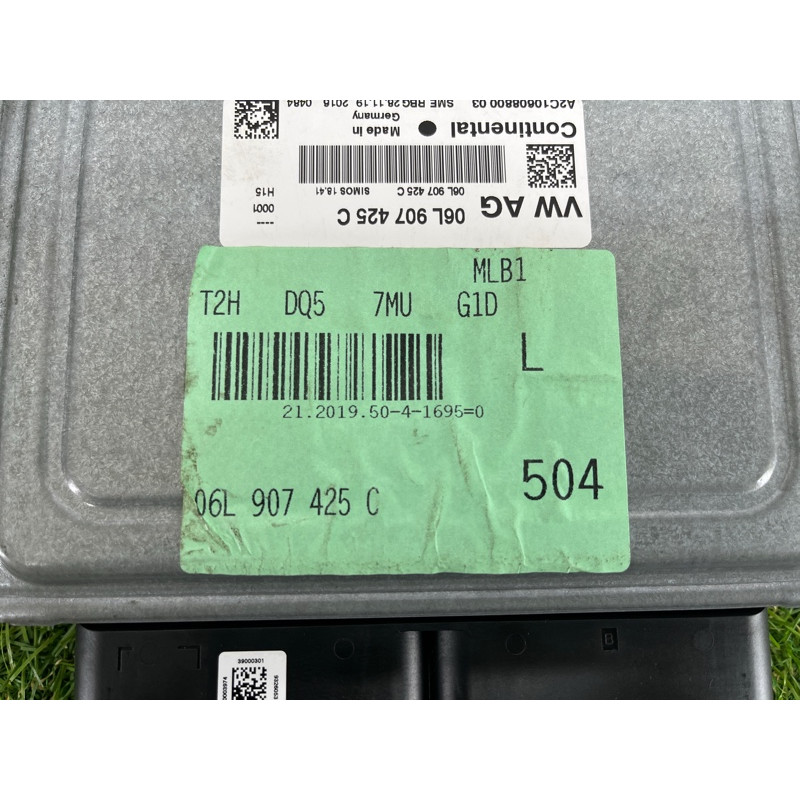 VW AG 06L 907 425 C
---- 0001 H15
06L 907 425 C SIMOS 18.41
Continental Made in Germany
A2C10608800 03 SME RBG 28.11.19 2018 0484
MLB1
T2H DQ5 7MU G1D
L
21.2019.50-4-1695=0
504
06L 907 425 C
39000301
B